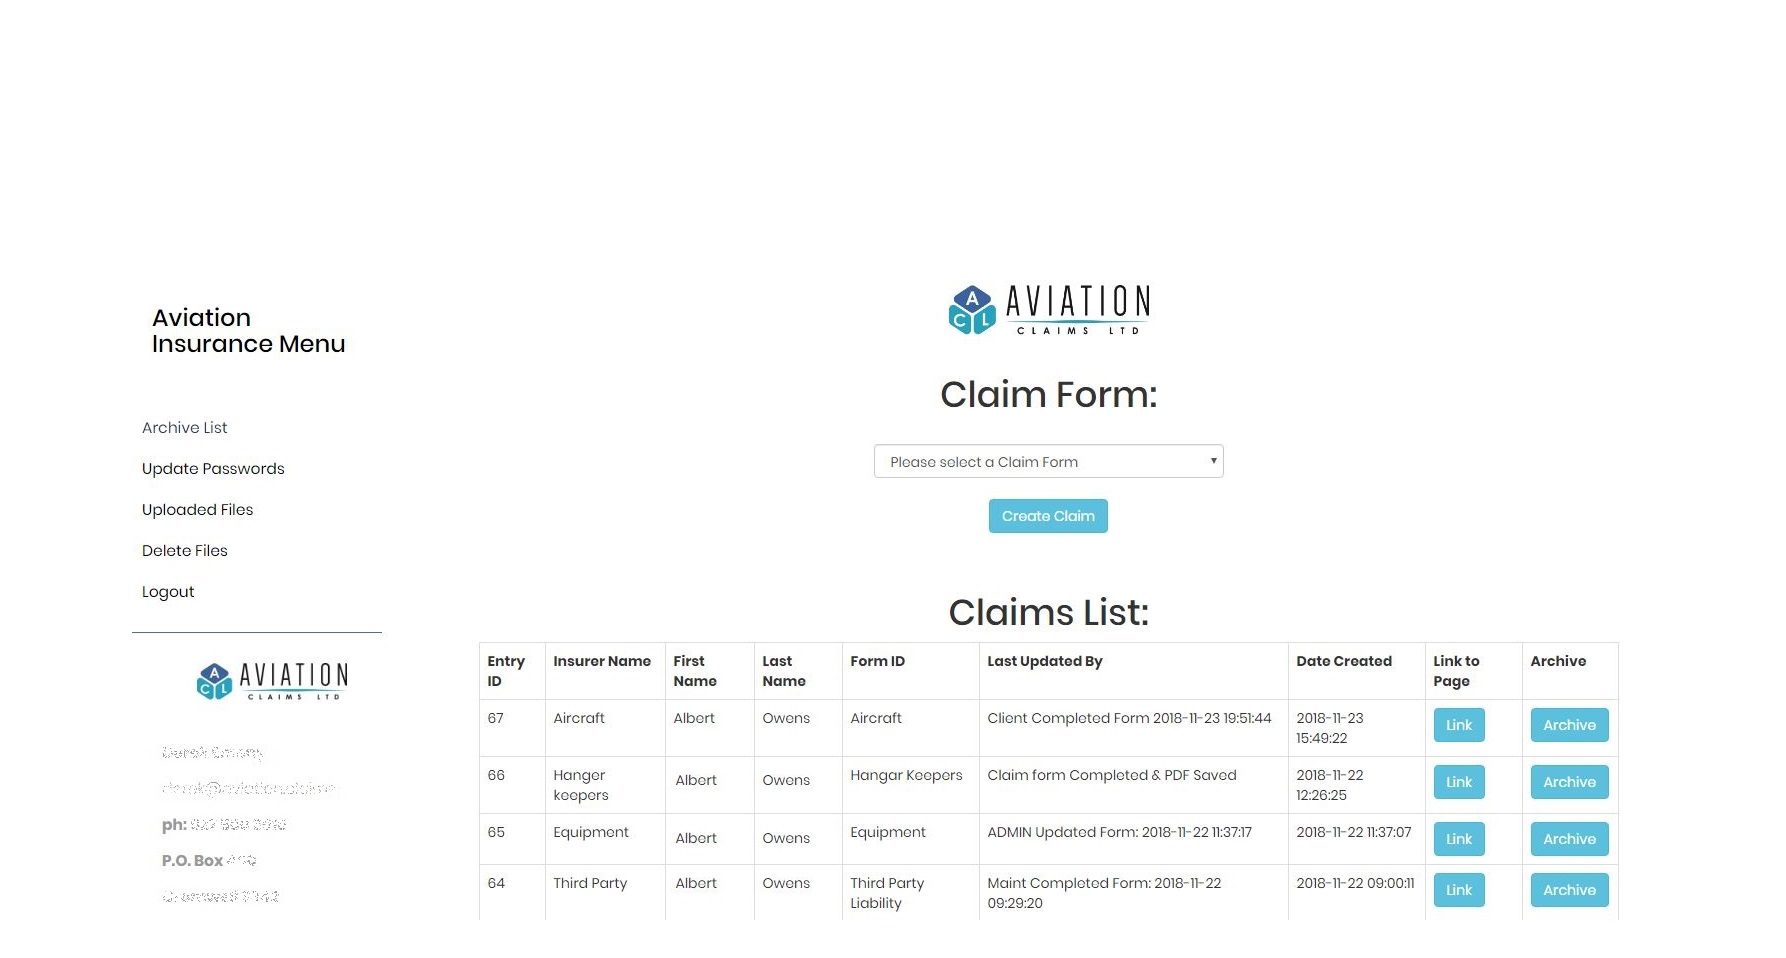 Aviation
Insurance Menu
Archive List
Update Passwords
Uploaded Files
Delete Files
Logout
A C L AVIATION
CLAIMS LTD
ph:
P.O. Box
A C L AVIATION
CLAIMS LTD
Claim Form:
Please select a Claim Form
Create Claim
Claims List:
Entry ID Insurer Name First Name Last Name Form ID Last Updated By Date Created Link to Page Archive
67 Aircraft Albert Owens Aircraft Client Completed Form 2018-11-23 19:51:44 2018-11-23 15:49:22 Link Archive
66 Hanger keepers Albert Owens Hangar Keepers Claim form Completed & PDF Saved 2018-11-22 12:26:25 Link Archive
65 Equipment Albert Owens Equipment ADMIN Updated Form: 2018-11-22 11:37:17 2018-11-22 11:37:07 Link Archive
64 Third Party Albert Owens Third Party Liability Maint Completed Form: 2018-11-22 09:29:20 2018-11-22 09:00:11 Link Archive